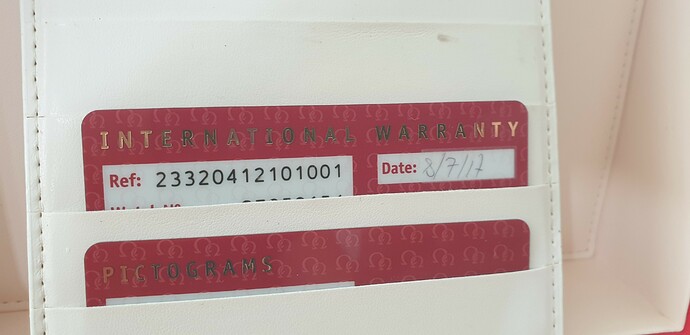 INTERNATIONAL WARRANTY
Ref: 23320412101001
Date: 8/7/17
PICTOGRAMS